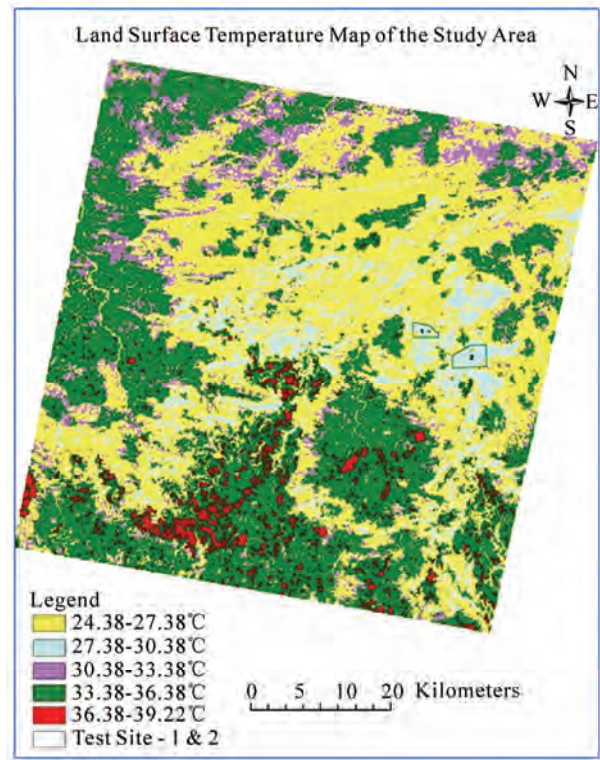 Land Surface Temperature Map of the Study Area
N
W E
S
Legend
24.38-27.38℃
27.38-30.38℃
30.38-33.38℃
33.38-36.38℃
36.38-39.22℃
Test Site - 1 & 2
0 5 10 20 Kilometers